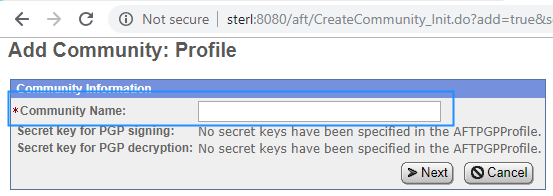 Not secure sterl:8080/aft/CreateCommunity_Init.do?add=true&s
Add Community: Profile
Community Information
*Community Name:
Secret key for PGP signing: No secret keys have been specified in the AFTPGPProfile.
Secret key for PGP decryption: No secret keys have been specified in the AFTPGPProfile.
Next Cancel